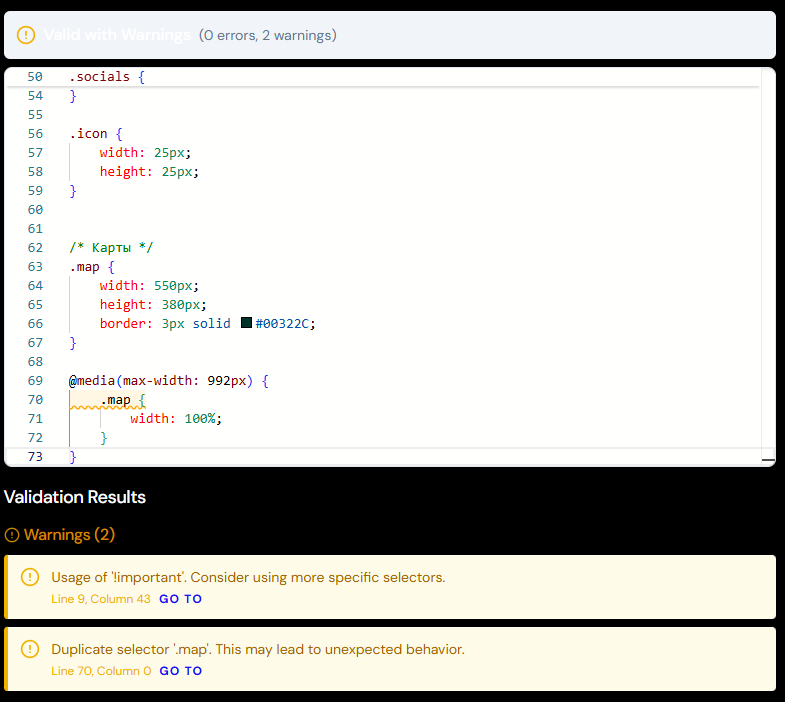 Valid with Warnings (0 errors, 2 warnings)
50 .socials {
54 }
55
56 .icon {
57 width: 25px;
58 height: 25px;
59 }
60
61
62 /* Карты */
63 .map {
64 width: 550px;
65 height: 380px;
66 border: 3px solid #00322C;
67 }
68
69 @media(max-width: 992px) {
70 .map {
71 width: 100%;
72 }
73 }
Validation Results
Warnings (2)
Usage of '!important'. Consider using more specific selectors.
Line 9, Column 43 GO TO
Duplicate selector '.map'. This may lead to unexpected behavior.
Line 70, Column 0 GO TO